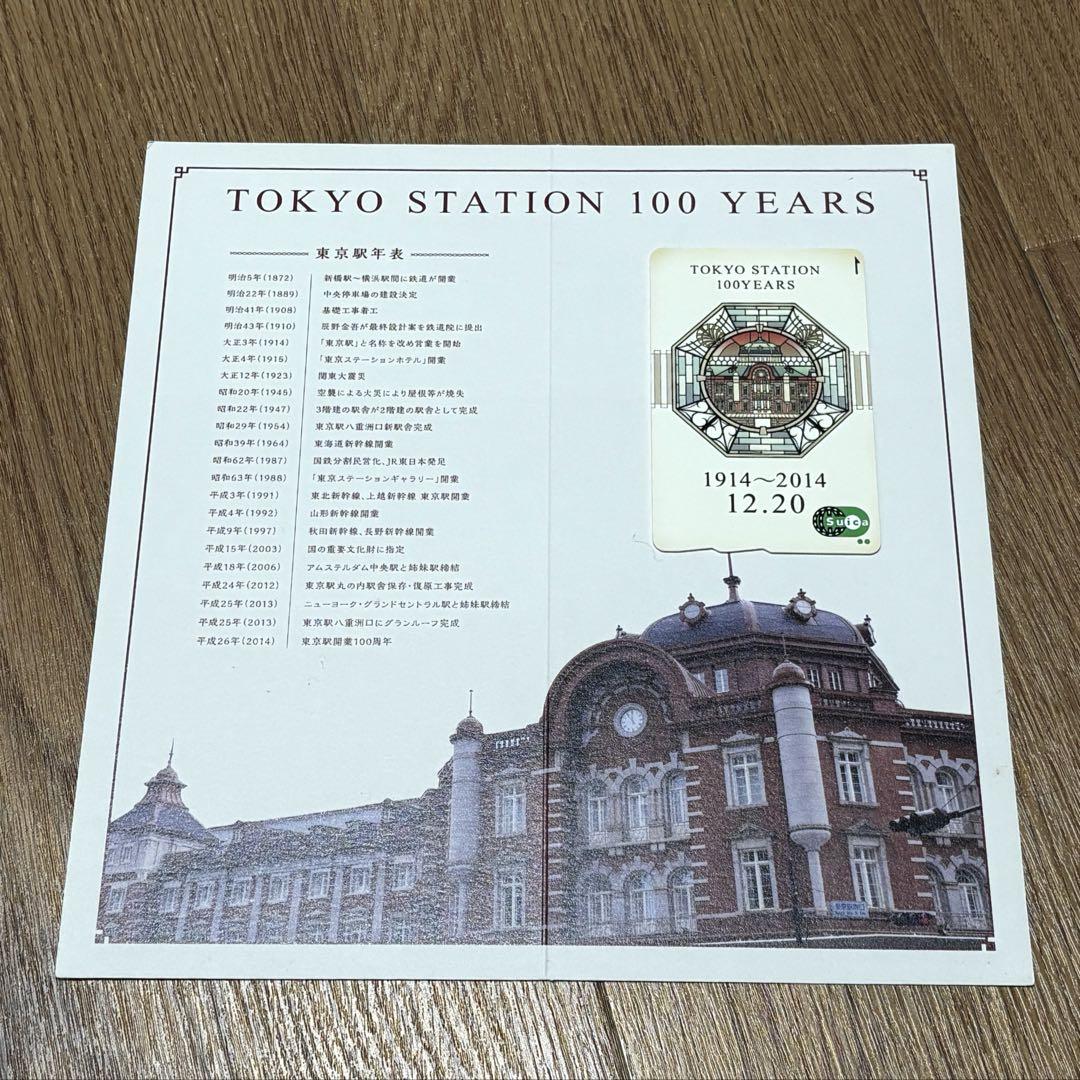 TOKYO STATION 100 YEARS
東京駅年表
明治5年(1872) 新橋駅〜横浜駅間に鉄道が開業
明治22年(1889) 中央停車場の建設決定
明治41年(1908) 基礎工事着工
明治43年(1910) 辰野金吾が最終設計案を鉄道院に提出
大正3年(1914) 「東京駅」と名称を改め営業を開始
大正4年(1915) 「東京ステーションホテル」開業
大正12年(1923) 関東大震災
昭和20年(1945) 空襲による火災により屋根等が焼失
昭和22年(1947) 3階建の駅舎が2階建の駅舎として完成
昭和29年(1954) 東京駅八重洲口新駅舎完成
昭和39年(1964) 東海道新幹線開業
昭和62年(1987) 国鉄分割民営化、JR東日本発足
昭和63年(1988) 「東京ステーションギャラリー」開業
平成3年(1991) 東北新幹線、上越新幹線 東京駅開業
平成4年(1992) 山形新幹線開業
平成9年(1997) 秋田新幹線、長野新幹線開業
平成15年(2003) 国の重要文化財に指定
平成18年(2006) アムステルダム中央駅と姉妹駅締結
平成24年(2012) 東京駅丸の内駅舎保存・復原工事完成
平成25年(2013) ニューヨーク・グランドセントラル駅と姉妹駅締結
平成25年(2013) 東京駅八重洲口にグランルーフ完成
平成26年(2014) 東京駅開業100周年
TOKYO STATION
100YEARS
1914〜2014
12.20
Suica